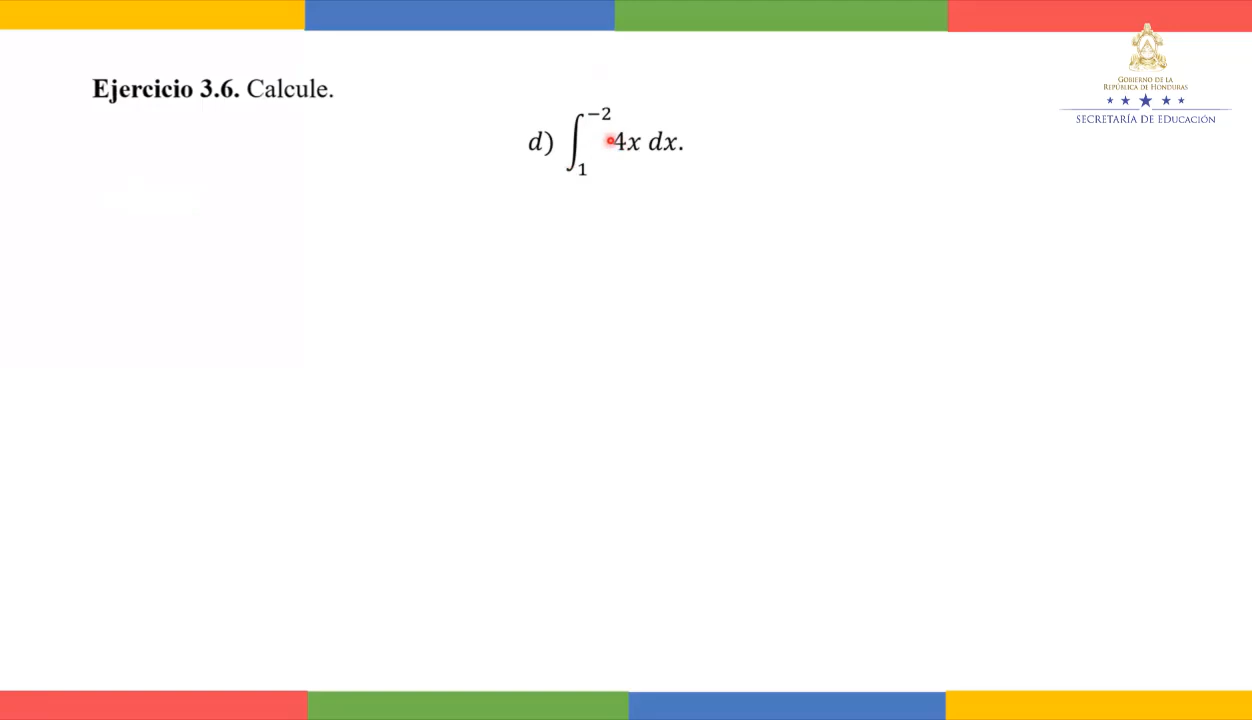 Ejercicio 3.6. Calcule.
d) ∫₁⁻² 4x dx.
GOBIERNO DE LA
REPÚBLICA DE HONDURAS
SECRETARÍA DE EDUCACIÓN